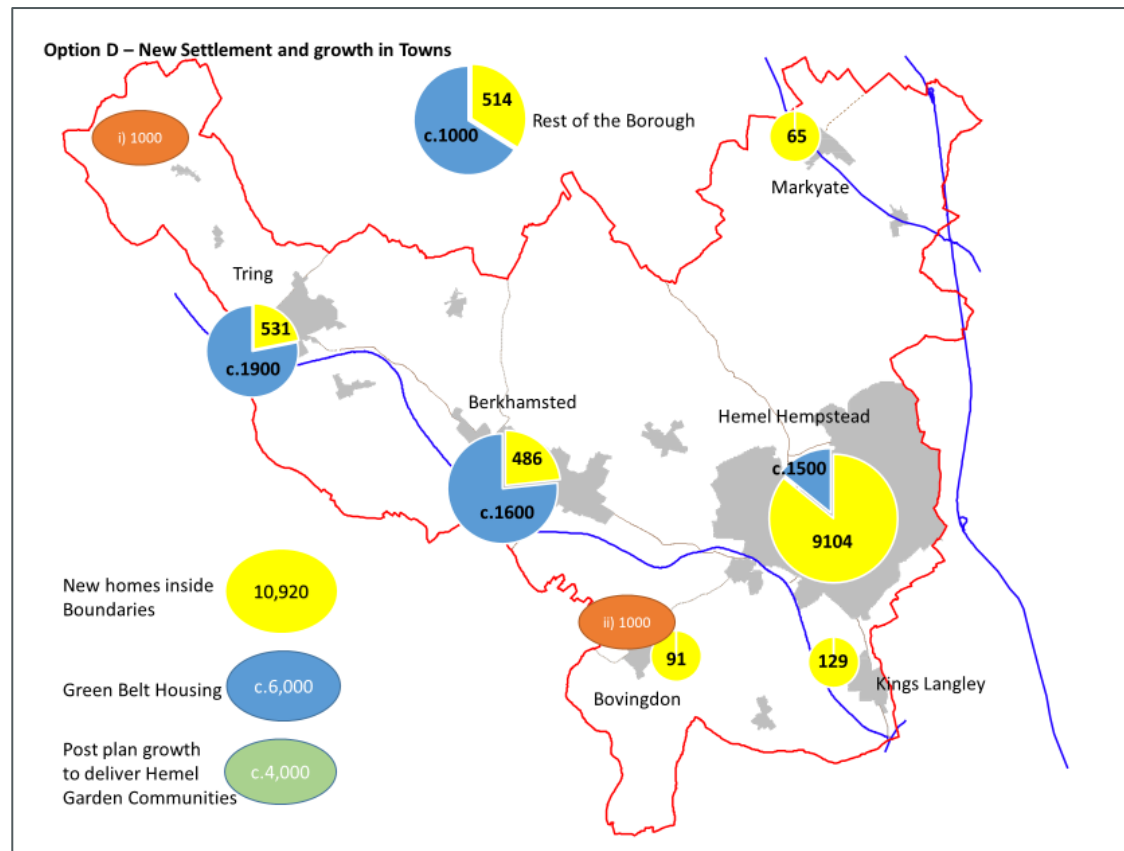 Option D – New Settlement and growth in Towns
514
c.1000
Rest of the Borough
i) 1000
65
Markyate
Tring
531
c.1900
Berkhamsted
486
c.1600
Hemel Hempstead
c.1500
9104
New homes inside
Boundaries
10,920
ii) 1000
91
Bovingdon
129
Kings Langley
Green Belt Housing
c.6,000
Post plan growth
to deliver Hemel
Garden Communities
c.4,000